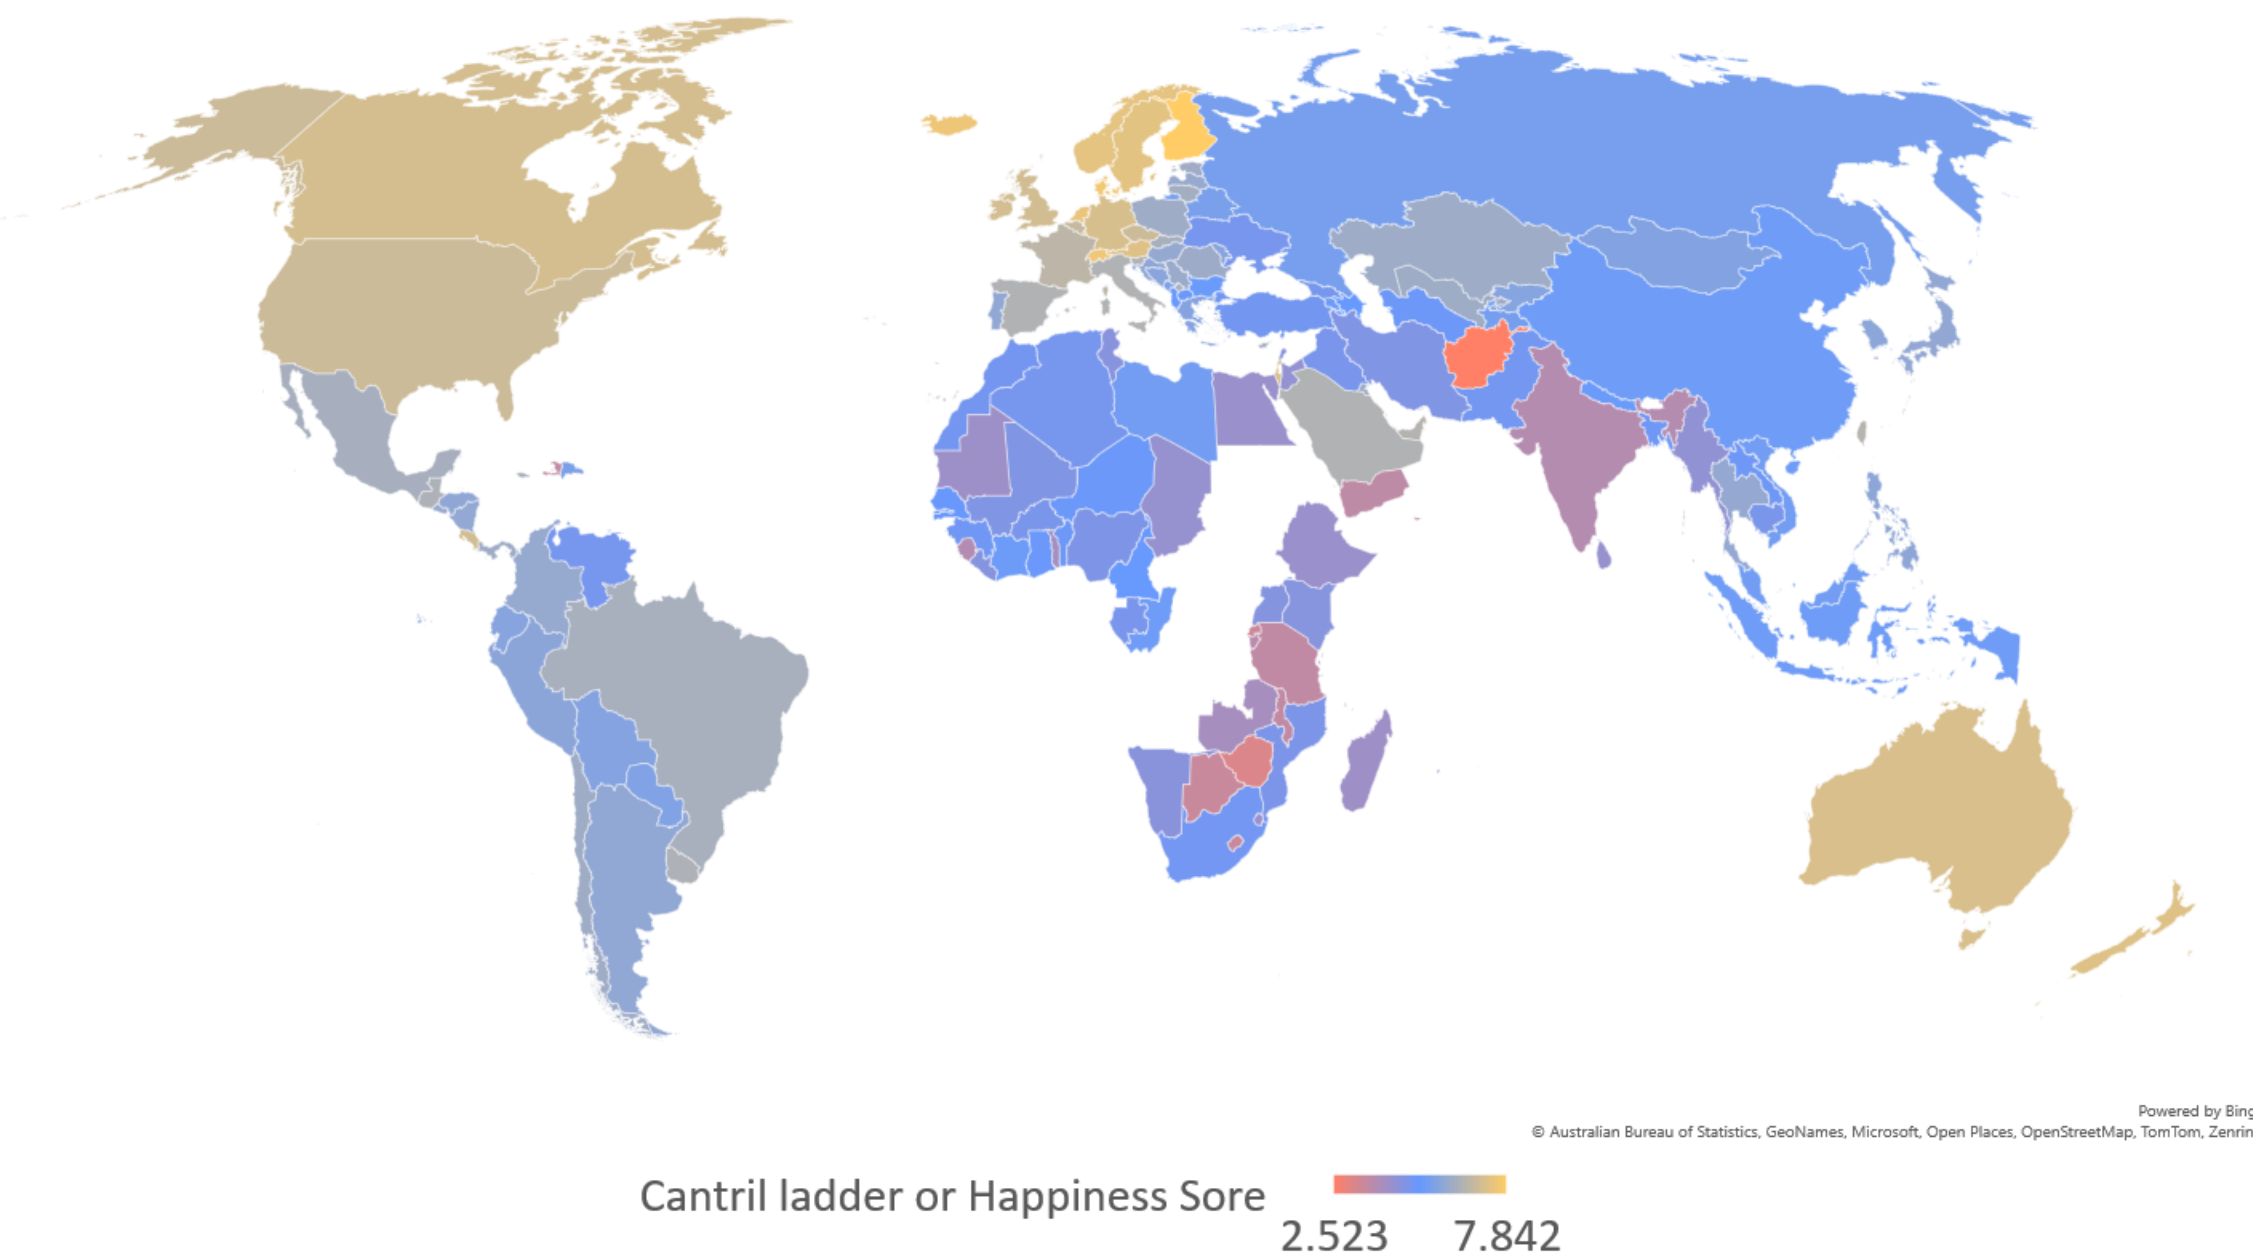 Powered by Bing
© Australian Bureau of Statistics, GeoNames, Microsoft, Open Places, OpenStreetMap, TomTom, Zenrin
Cantril ladder or Happiness Sore
2.523 7.842